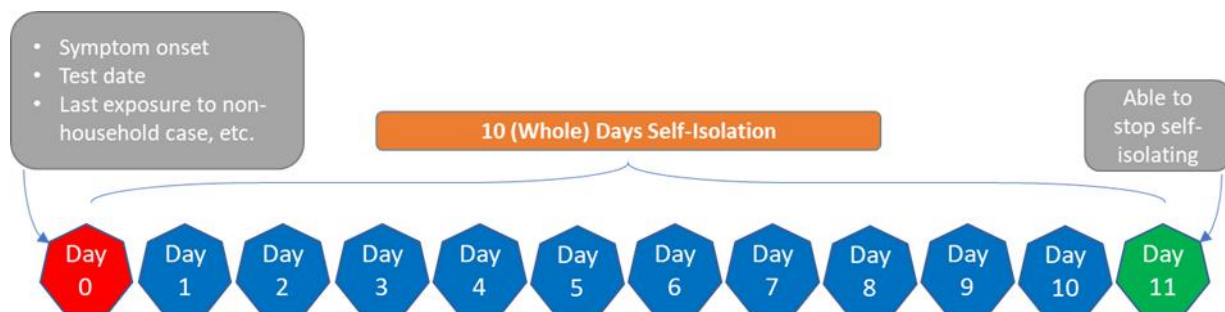 • Symptom onset
• Test date
• Last exposure to non-
household case, etc.
10 (Whole) Days Self-Isolation
Able to
stop self-
isolating
Day
0
Day
1
Day
2
Day
3
Day
4
Day
5
Day
6
Day
7
Day
8
Day
9
Day
10
Day
11